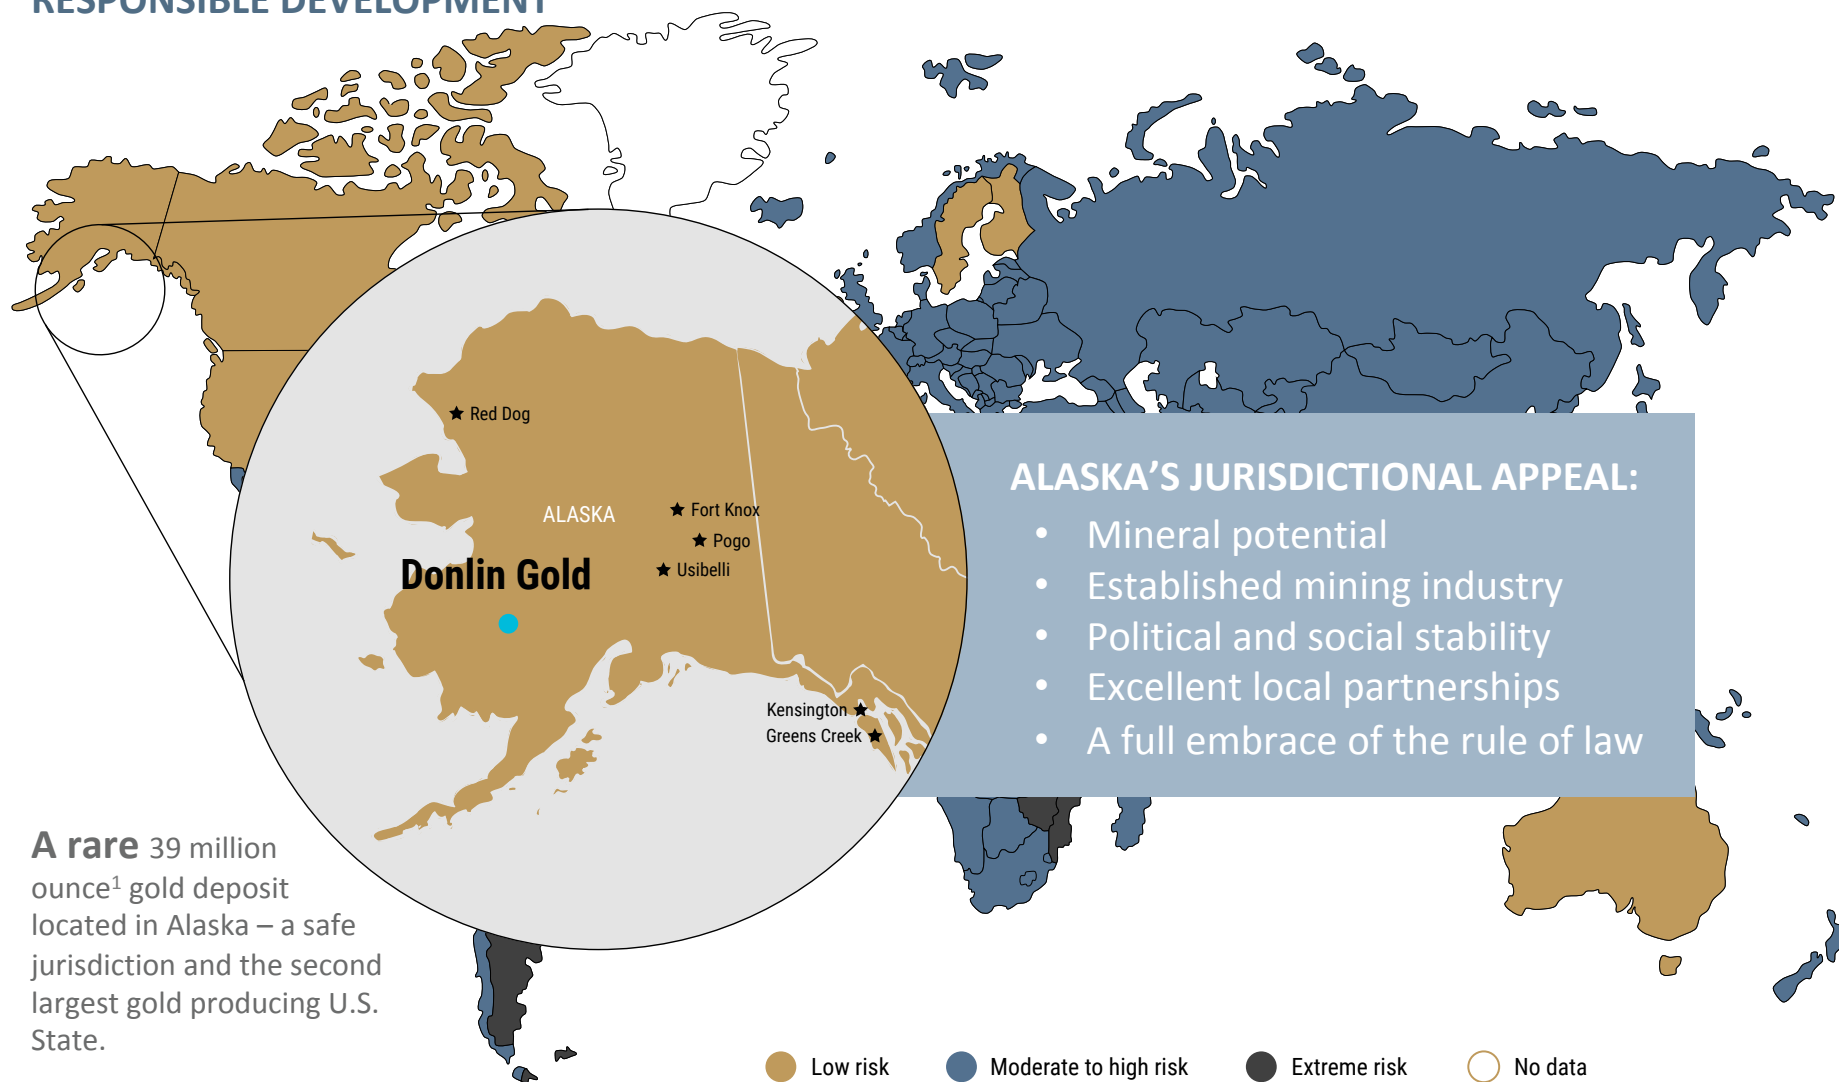 RESPONSIBLE DEVELOPMENT
Red Dog
ALASKA
Fort Knox
Pogo
Usibelli
Donlin Gold
Kensington
Greens Creek
ALASKA’S JURISDICTIONAL APPEAL:
• Mineral potential
• Established mining industry
• Political and social stability
• Excellent local partnerships
• A full embrace of the rule of law
A rare 39 million
ounce¹ gold deposit
located in Alaska – a safe
jurisdiction and the second
largest gold producing U.S.
State.
Low risk
Moderate to high risk
Extreme risk
No data